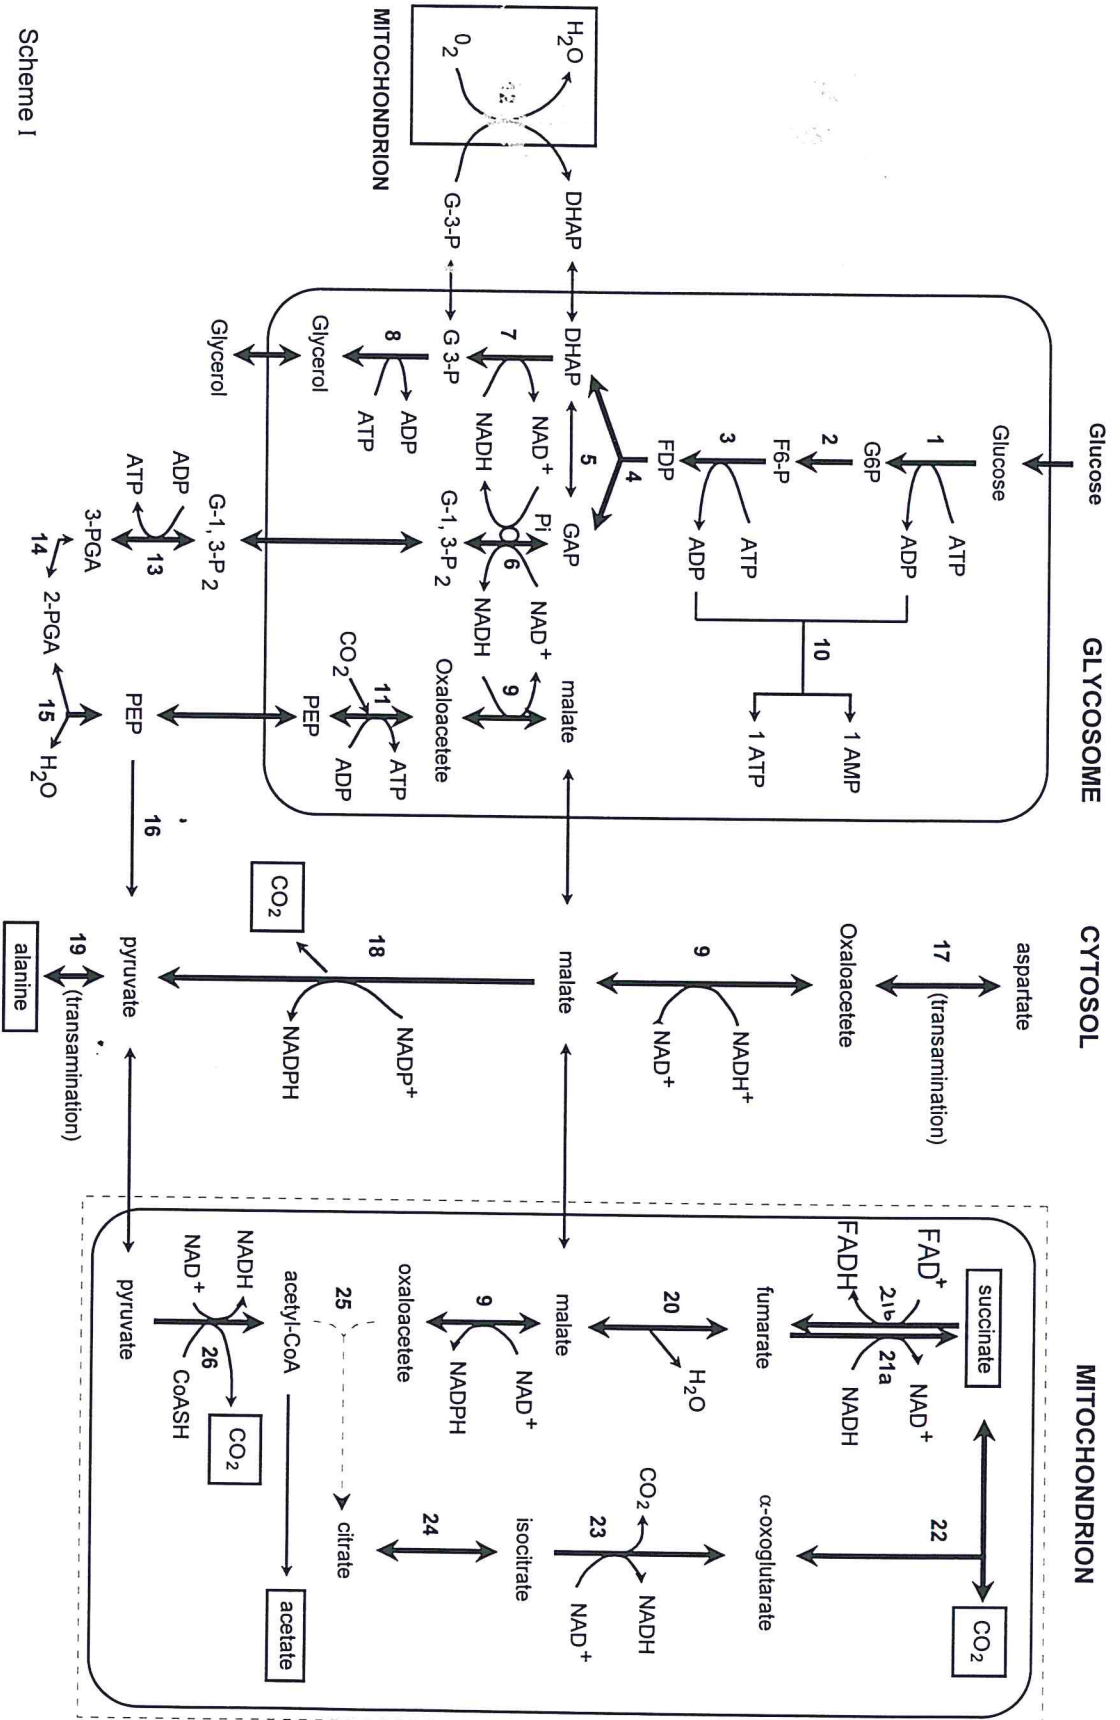 GLYCOSOME
CYTOSOL
MITOCHONDRION
Glucose
Glucose
1
ATP
ADP
G6P
2
F6-P
3
ATP
ADP
FDP
10
1 AMP
1 ATP
4
DHAP
5
GAP
Pi
7
NAD+
NADH
6
NAD+
NADH
G 3-P
G-1, 3-P2
8
ADP
ATP
Glycerol
Glycerol
malate
9
Oxaloacetete
11
CO2
ATP
ADP
PEP
H2O
O2
DHAP
G-3-P
MITOCHONDRION
G-1, 3-P2
ADP
ATP
13
3-PGA
14
2-PGA
15
H2O
PEP
16
aspartate
17
(transamination)
Oxaloacetete
9
NADH+
NAD+
malate
18
NADP+
NADPH
CO2
pyruvate
19
(transamination)
alanine
succinate
FAD+
FADH
21b
21a
NAD+
NADH
fumarate
20
H2O
malate
9
NAD+
NADPH
oxaloacetete
25
acetyl-CoA
NADH
NAD+
26
CO2
CoASH
pyruvate
22
CO2
α-oxoglutarate
23
CO2
NADH
NAD+
isocitrate
24
citrate
acetate
Scheme I